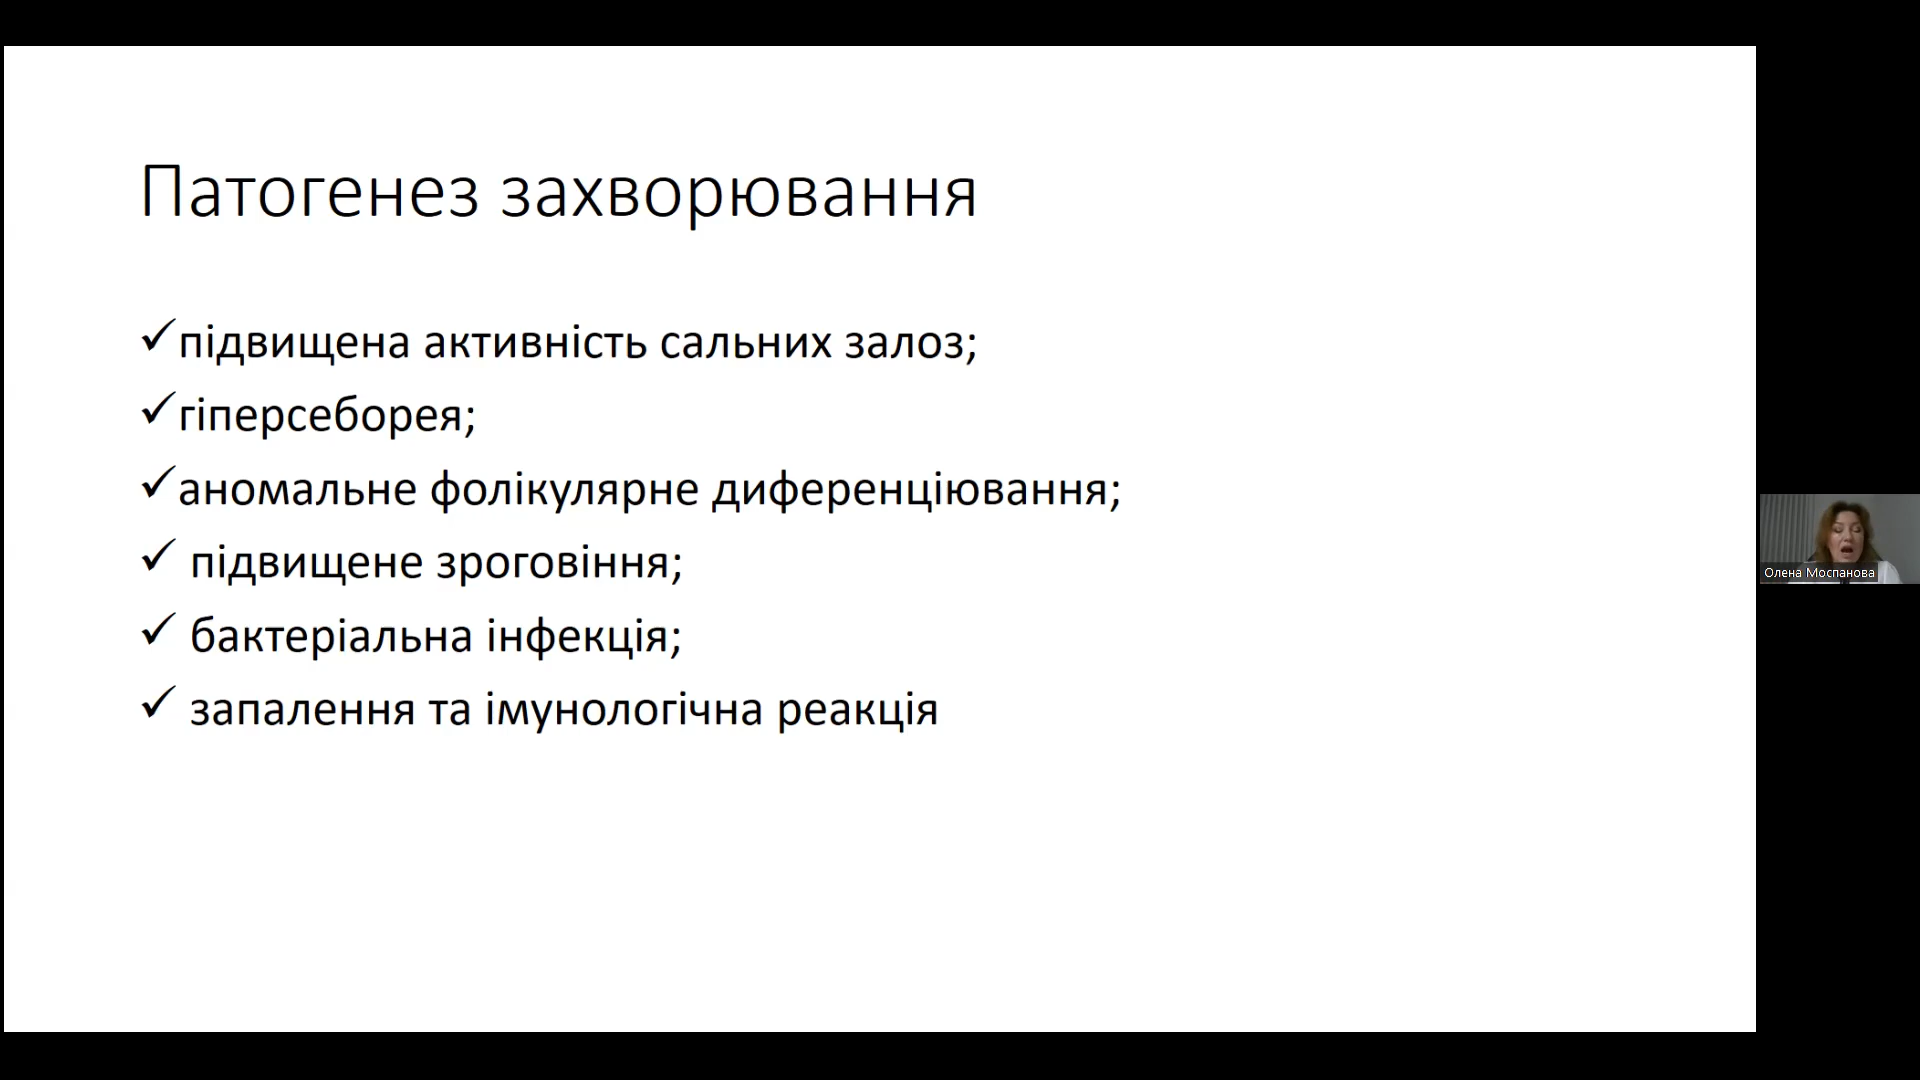 Патогенез захворювання
✓підвищена активність сальних залоз;
✓гіперсеборея;
✓аномальне фолікулярне диференціювання;
✓ підвищене зроговіння;
✓ бактеріальна інфекція;
✓ запалення та імунологічна реакція
Олена Моспанова